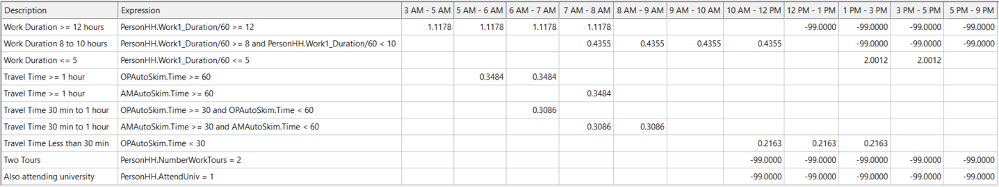 Description Expression 3 AM - 5 AM 5 AM - 6 AM 6 AM - 7 AM 7 AM - 8 AM 8 AM - 9 AM 9 AM - 10 AM 10 AM - 12 PM 12 PM - 1 PM 1 PM - 3 PM 3 PM - 5 PM 5 PM - 9 PM
Work Duration >= 12 hours PersonHH.Work1_Duration/60 >= 12 1.1178 1.1178 1.1178 1.1178 -99.0000 -99.0000 -99.0000 -99.0000
Work Duration 8 to 10 hours PersonHH.Work1_Duration/60 >= 8 and PersonHH.Work1_Duration/60 < 10 0.4355 0.4355 0.4355 0.4355 -99.0000 -99.0000 -99.0000
Work Duration <= 5 PersonHH.Work1_Duration/60 <= 5 2.0012 2.0012
Travel Time >= 1 hour OPAutoSkim.Time >= 60 0.3484 0.3484
Travel Time >= 1 hour AMAutoSkim.Time >= 60 0.3484
Travel Time 30 min to 1 hour OPAutoSkim.Time >= 30 and OPAutoSkim.Time < 60 0.3086
Travel Time 30 min to 1 hour AMAutoSkim.Time >= 30 and AMAutoSkim.Time < 60 0.3086 0.3086
Travel Time Less than 30 min OPAutoSkim.Time < 30 0.2163 0.2163 0.2163
Two Tours PersonHH.NumberWorkTours = 2 -99.0000 -99.0000 -99.0000 -99.0000 -99.0000
Also attending university PersonHH.AttendUniv = 1 -99.0000 -99.0000 -99.0000 -99.0000 -99.0000